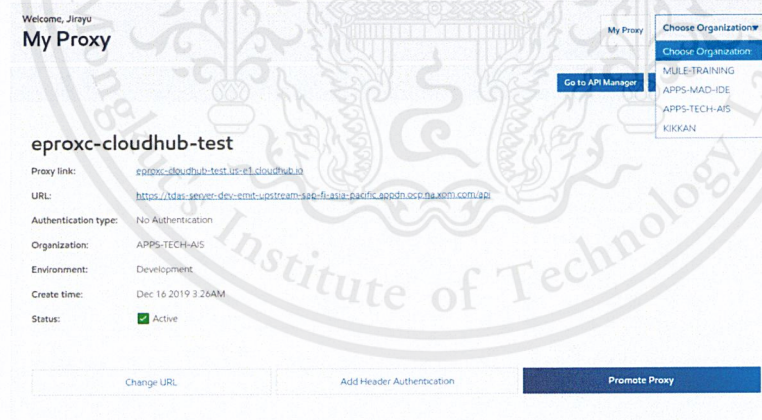 Welcome, Jirayu
My Proxy
My Proxy
Choose Organization▼
Choose Organization:
MULE-TRAINING
APPS-MAD-IDE
APPS-TECH-AIS
KIKKAN
Go to API Manager
eproxc-cloudhub-test
Proxy link: eproxc-cloudhub-test.us-e1.cloudhub.io
URL: https://tdas-server-dev-emit-upstream-sap-fi-asia-pacific.appdn.ocp.na.xom.com/api
Authentication type: No Authentication
Organization: APPS-TECH-AIS
Environment: Development
Create time: Dec 16 2019 3.26AM
Status: Active
Change URL
Add Header Authentication
Promote Proxy
ongkuts Institute of Technology